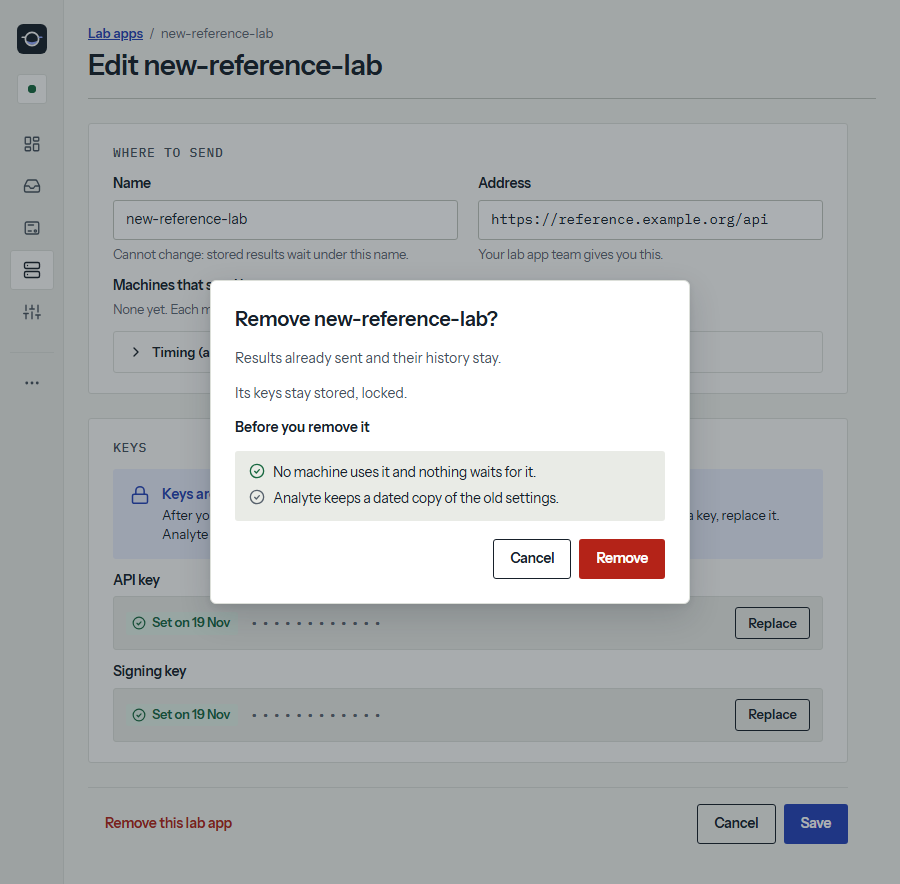 Lab apps / new-reference-lab
Edit new-reference-lab
WHERE TO SEND
Name
Address
new-reference-lab
https://reference.example.org/api
Cannot change: stored results wait under this name.
Your lab app team gives you this.
Machines that
None yet. Each
Timing
Remove new-reference-lab?
Results already sent and their history stay.
Its keys stay stored, locked.
Before you remove it
No machine uses it and nothing waits for it.
Analyte keeps a dated copy of the old settings.
Cancel
Remove
KEYS
Keys
After
a key, replace it.
Analyte
API key
Set on 19 Nov • • • • • • • • • • • •
Replace
Signing key
Set on 19 Nov • • • • • • • • • • • •
Replace
Remove this lab app
Cancel
Save